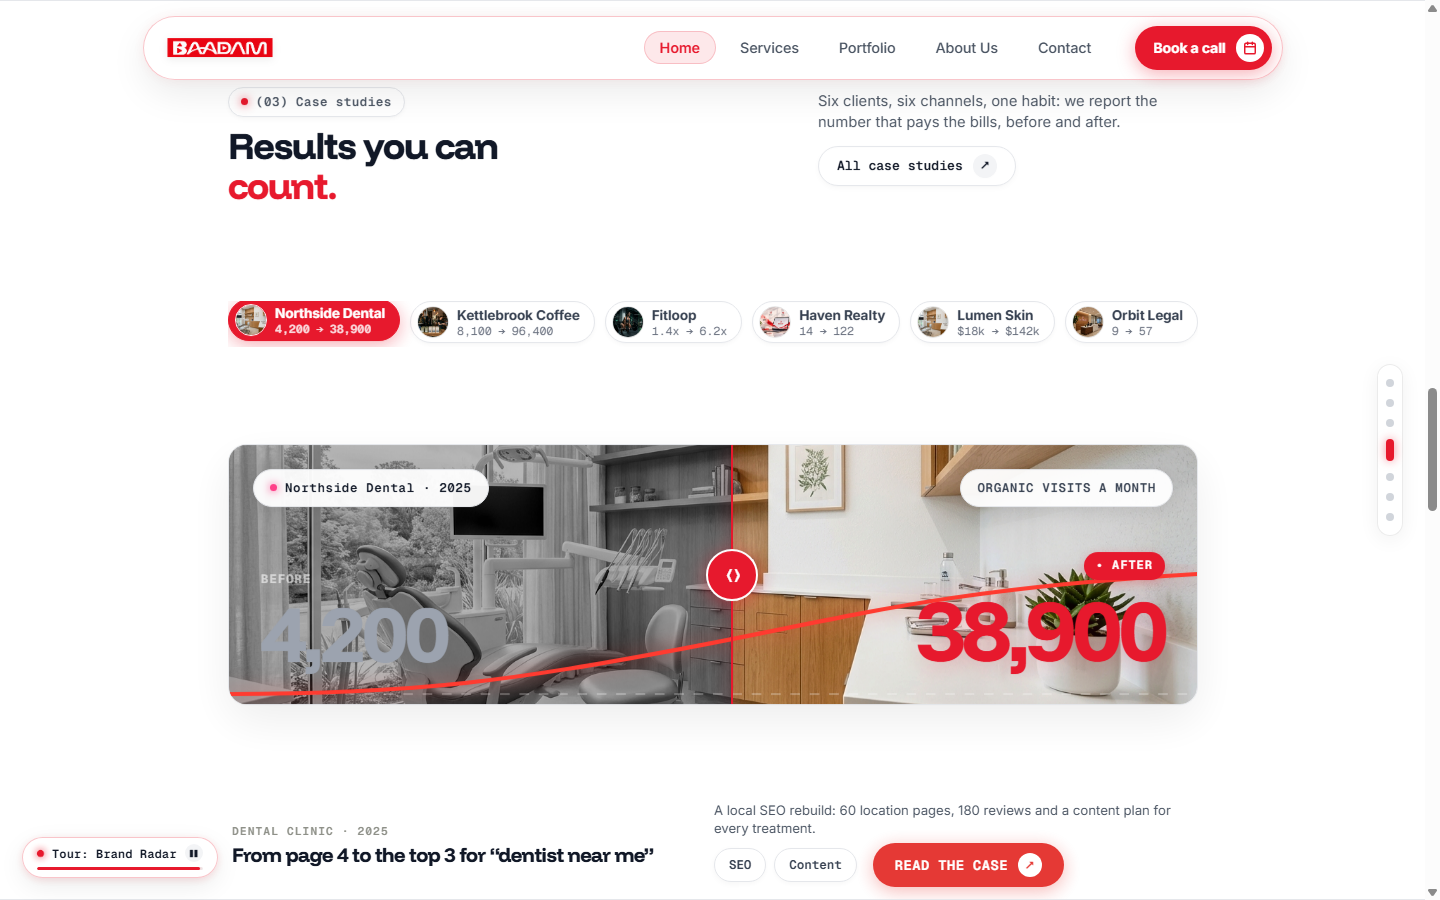 BAADAM
Home
Services
Portfolio
About Us
Contact
Book a call
(03) Case studies
Results you can
count.
Six clients, six channels, one habit: we report the
number that pays the bills, before and after.
All case studies ↗
Northside Dental
4,200 → 38,900
Kettlebrook Coffee
8,100 → 96,400
Fitloop
1.4x → 6.2x
Haven Realty
14 → 122
Lumen Skin
$18k → $142k
Orbit Legal
9 → 57
Northside Dental · 2025
ORGANIC VISITS A MONTH
BEFORE
4,200
• AFTER
38,900
DENTAL CLINIC · 2025
From page 4 to the top 3 for “dentist near me”
A local SEO rebuild: 60 location pages, 180 reviews and a content plan for
every treatment.
SEO
Content
READ THE CASE ↗
Tour: Brand Radar